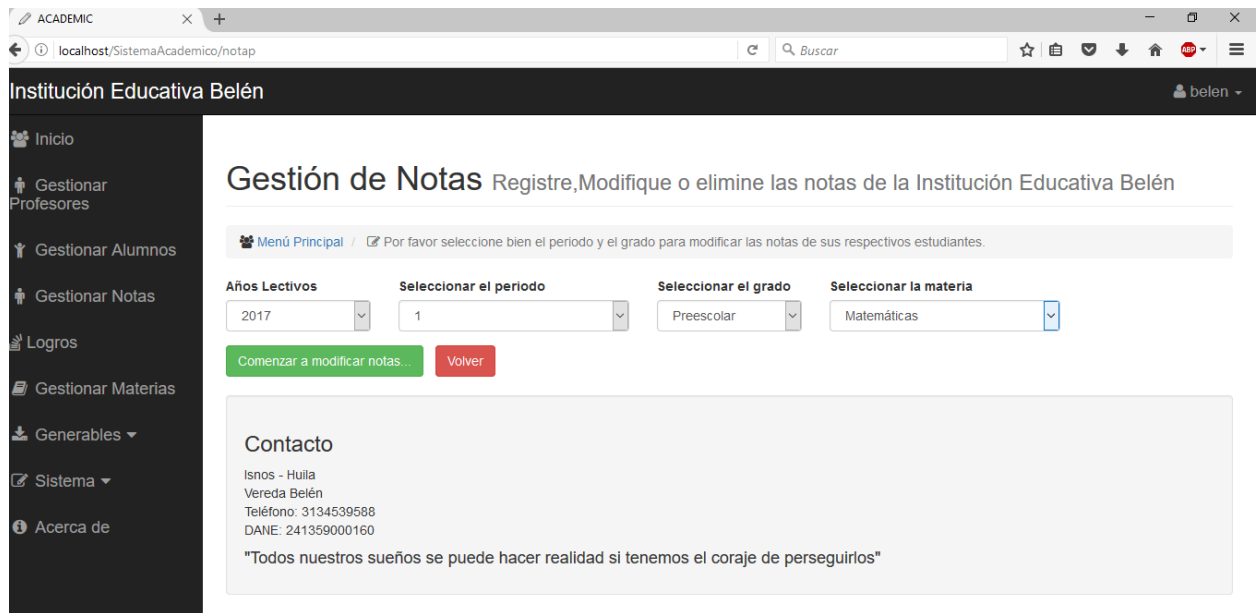 ACADEMIC
localhost/SistemaAcademico/notap
Buscar
ABP
Institución Educativa Belén
belen
Inicio
Gestionar
Profesores
Gestionar Alumnos
Gestionar Notas
Logros
Gestionar Materias
Generables
Sistema
Acerca de
Gestión de Notas Registre,Modifique o elimine las notas de la Institución Educativa Belén
Menú Principal / Por favor seleccione bien el periodo y el grado para modificar las notas de sus respectivos estudiantes.
Años Lectivos Seleccionar el periodo Seleccionar el grado Seleccionar la materia
2017 1 Preescolar Matemáticas
Comenzar a modificar notas... Volver
Contacto
Isnos - Huila
Vereda Belén
Teléfono: 3134539588
DANE: 241359000160
"Todos nuestros sueños se puede hacer realidad si tenemos el coraje de perseguirlos"